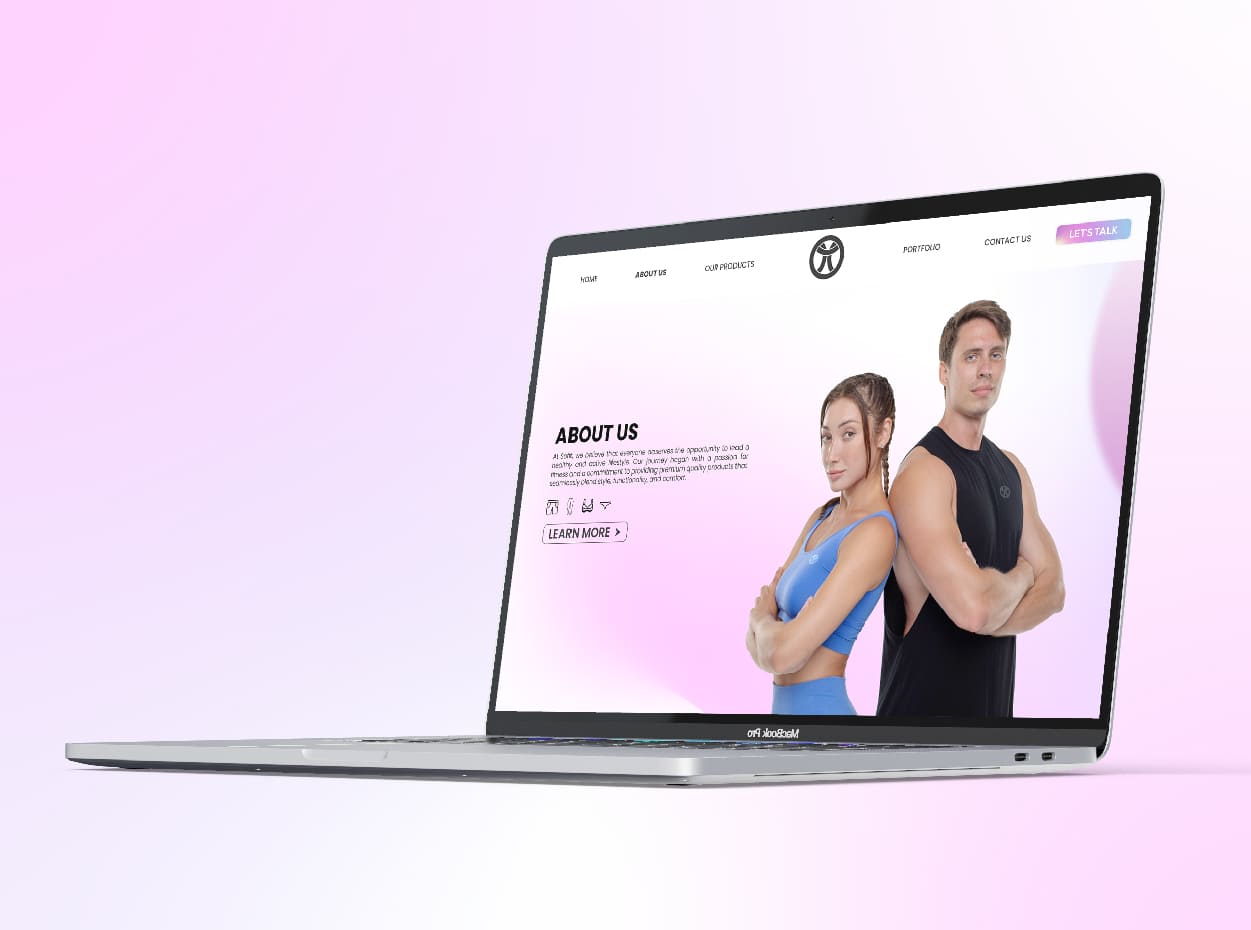 HOME
ABOUT US
OUR PRODUCTS
PORTFOLIO
CONTACT US
LET'S TALK
ABOUT US
At Sofit, we believe that everyone deserves the opportunity to lead a
healthy and active lifestyle. Our journey began with a passion for
fitness and a commitment to providing premium quality products that
seamlessly blend style, functionality, and comfort.
LEARN MORE >
MacBook Pro